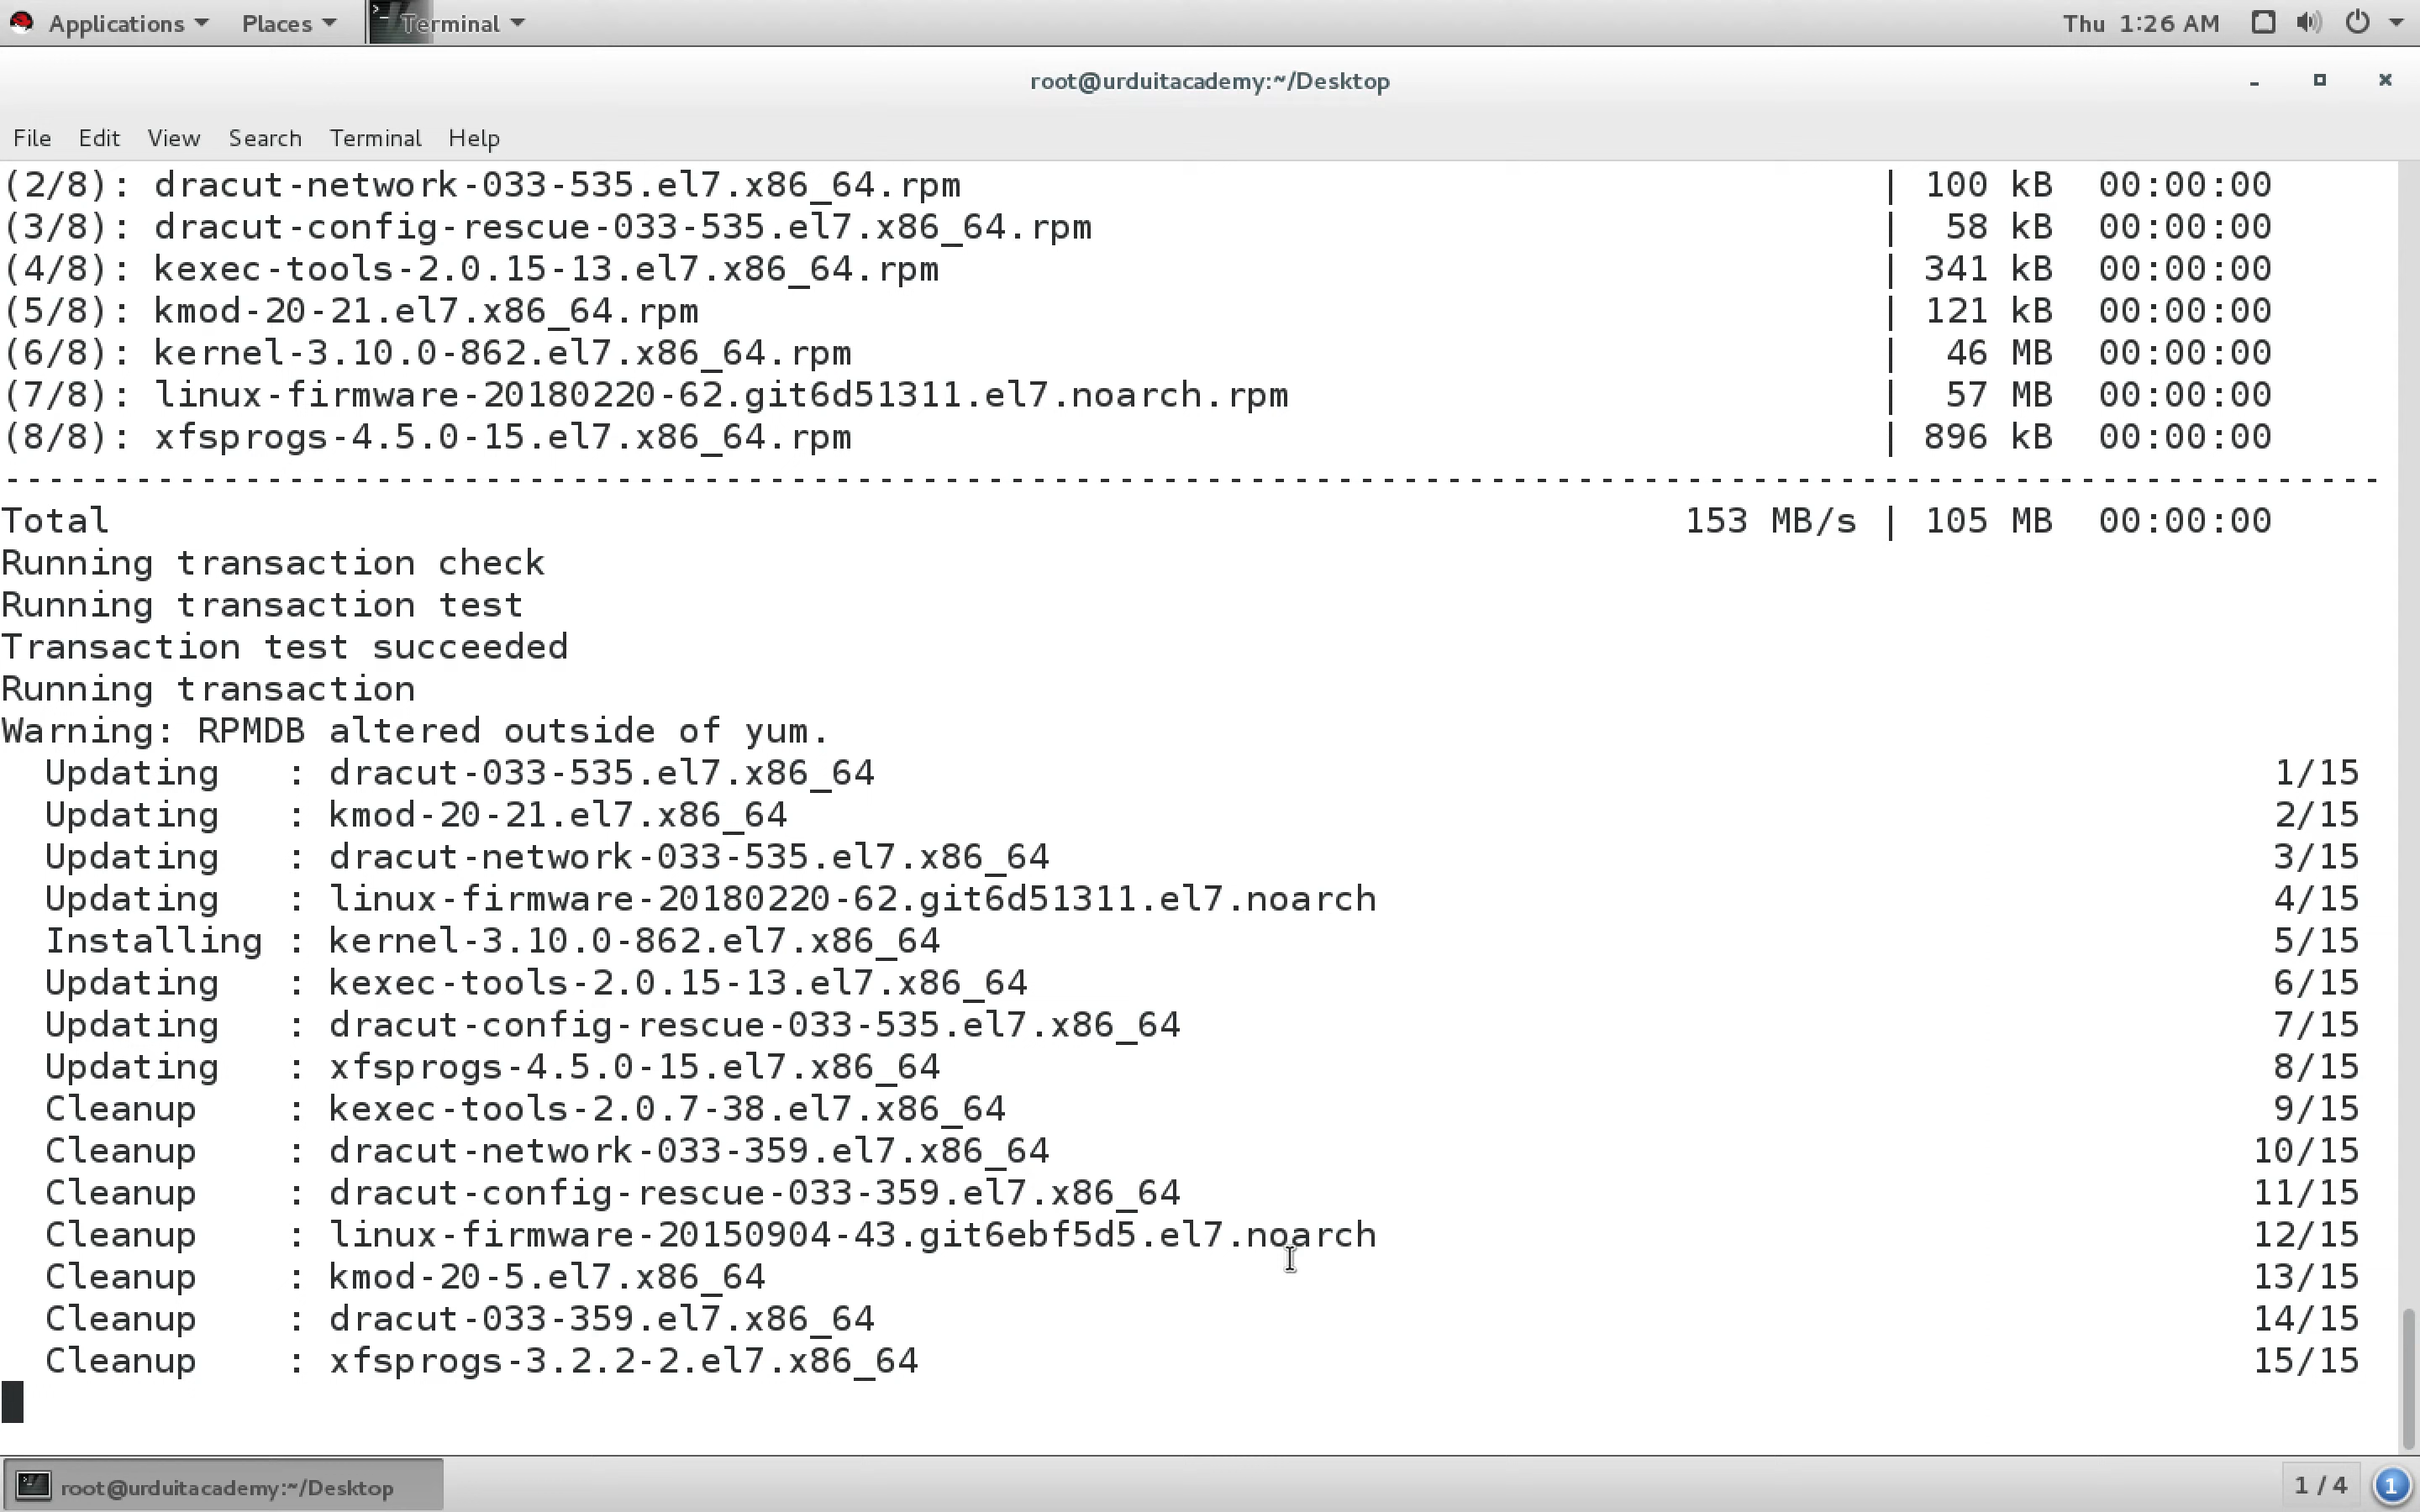 Applications Places Terminal Thu 1:26 AM
root@urduitacademy:~/Desktop
File Edit View Search Terminal Help
(2/8): dracut-network-033-535.el7.x86_64.rpm | 100 kB 00:00:00
(3/8): dracut-config-rescue-033-535.el7.x86_64.rpm | 58 kB 00:00:00
(4/8): kexec-tools-2.0.15-13.el7.x86_64.rpm | 341 kB 00:00:00
(5/8): kmod-20-21.el7.x86_64.rpm | 121 kB 00:00:00
(6/8): kernel-3.10.0-862.el7.x86_64.rpm | 46 MB 00:00:00
(7/8): linux-firmware-20180220-62.git6d51311.el7.noarch.rpm | 57 MB 00:00:00
(8/8): xfsprogs-4.5.0-15.el7.x86_64.rpm | 896 kB 00:00:00
--------------------------------------------------------------------------------
Total 153 MB/s | 105 MB 00:00:00
Running transaction check
Running transaction test
Transaction test succeeded
Running transaction
Warning: RPMDB altered outside of yum.
Updating : dracut-033-535.el7.x86_64 1/15
Updating : kmod-20-21.el7.x86_64 2/15
Updating : dracut-network-033-535.el7.x86_64 3/15
Updating : linux-firmware-20180220-62.git6d51311.el7.noarch 4/15
Installing : kernel-3.10.0-862.el7.x86_64 5/15
Updating : kexec-tools-2.0.15-13.el7.x86_64 6/15
Updating : dracut-config-rescue-033-535.el7.x86_64 7/15
Updating : xfsprogs-4.5.0-15.el7.x86_64 8/15
Cleanup : kexec-tools-2.0.7-38.el7.x86_64 9/15
Cleanup : dracut-network-033-359.el7.x86_64 10/15
Cleanup : dracut-config-rescue-033-359.el7.x86_64 11/15
Cleanup : linux-firmware-20150904-43.git6ebf5d5.el7.noarch 12/15
Cleanup : kmod-20-5.el7.x86_64 13/15
Cleanup : dracut-033-359.el7.x86_64 14/15
Cleanup : xfsprogs-3.2.2-2.el7.x86_64 15/15
root@urduitacademy:~/Desktop 1 / 4 1